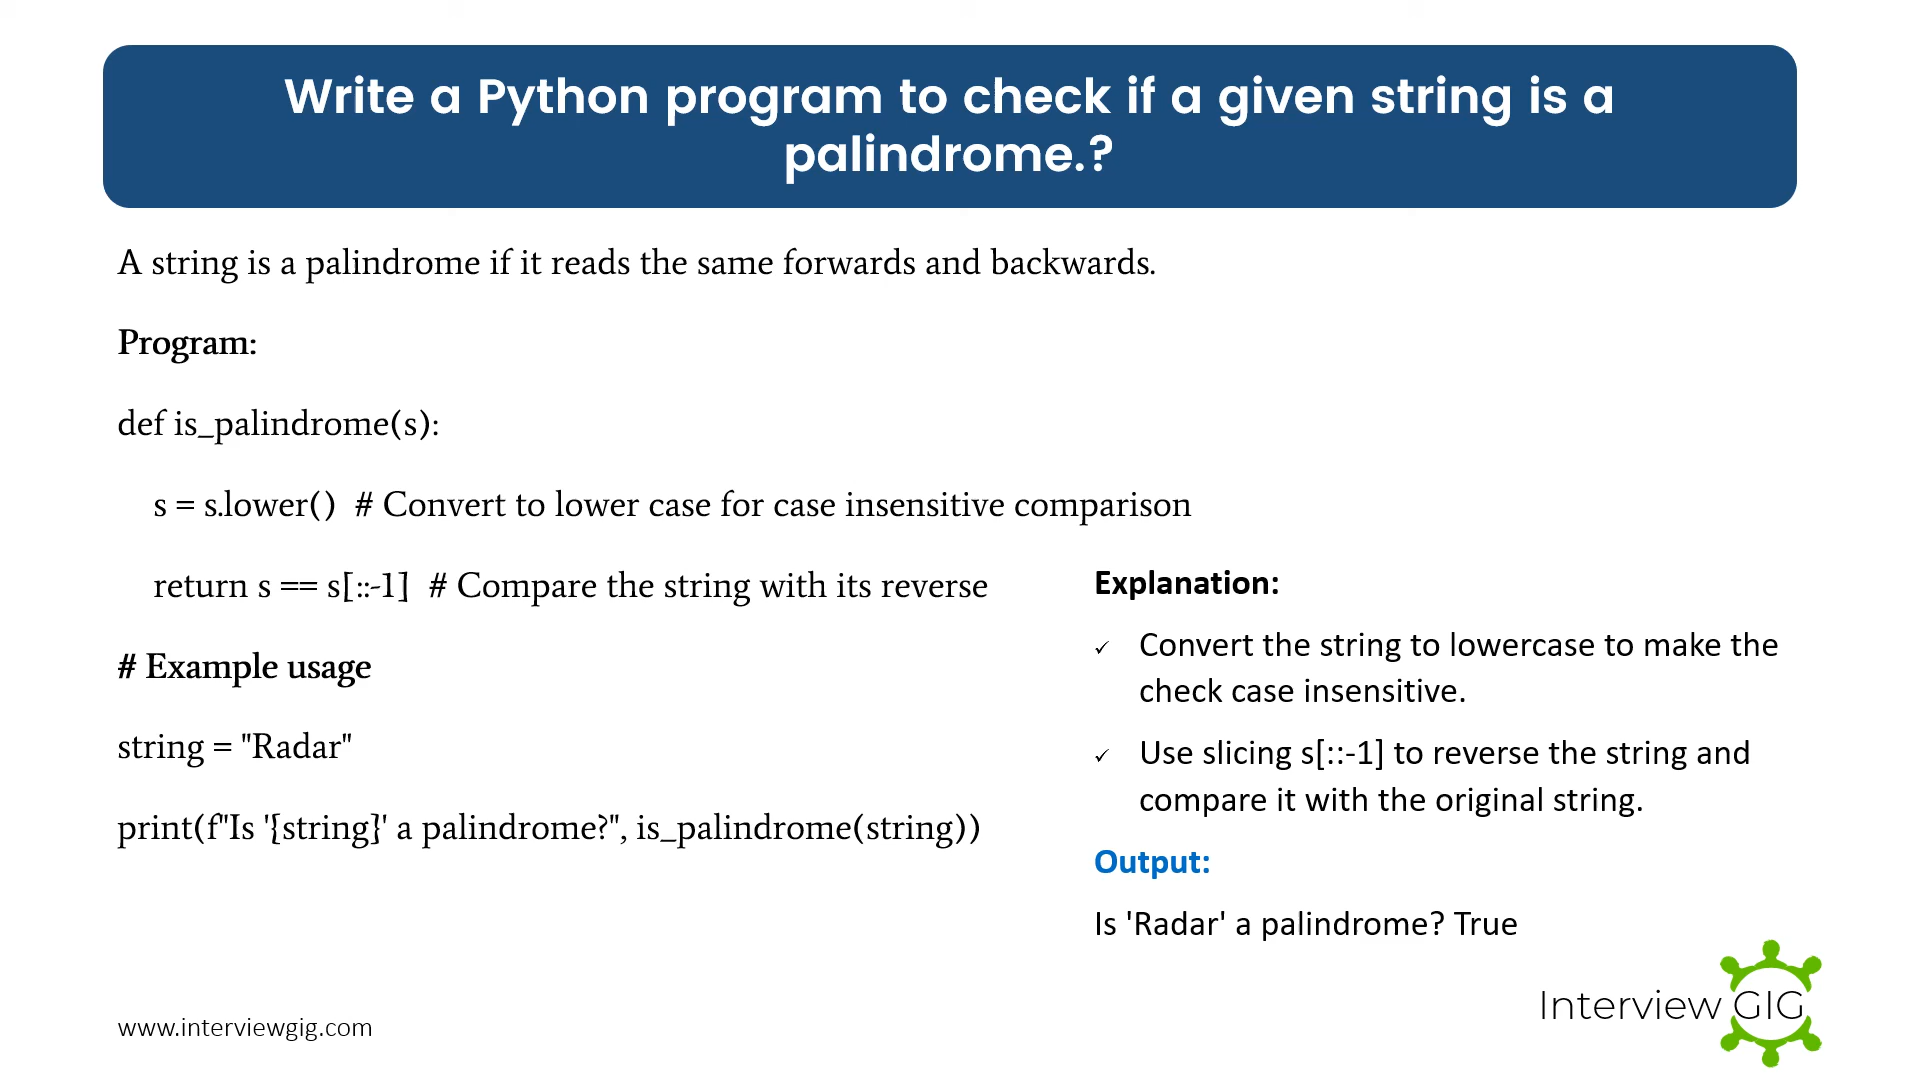 Write a Python program to check if a given string is a
palindrome.?
A string is a palindrome if it reads the same forwards and backwards.
Program:
def is_palindrome(s):
    s = s.lower()  # Convert to lower case for case insensitive comparison
    return s == s[::-1]  # Compare the string with its reverse
# Example usage
string = "Radar"
print(f"Is '{string}' a palindrome?", is_palindrome(string))
Explanation:
✓ Convert the string to lowercase to make the
check case insensitive.
✓ Use slicing s[::-1] to reverse the string and
compare it with the original string.
Output:
Is 'Radar' a palindrome? True
www.interviewgig.com
Interview GIG